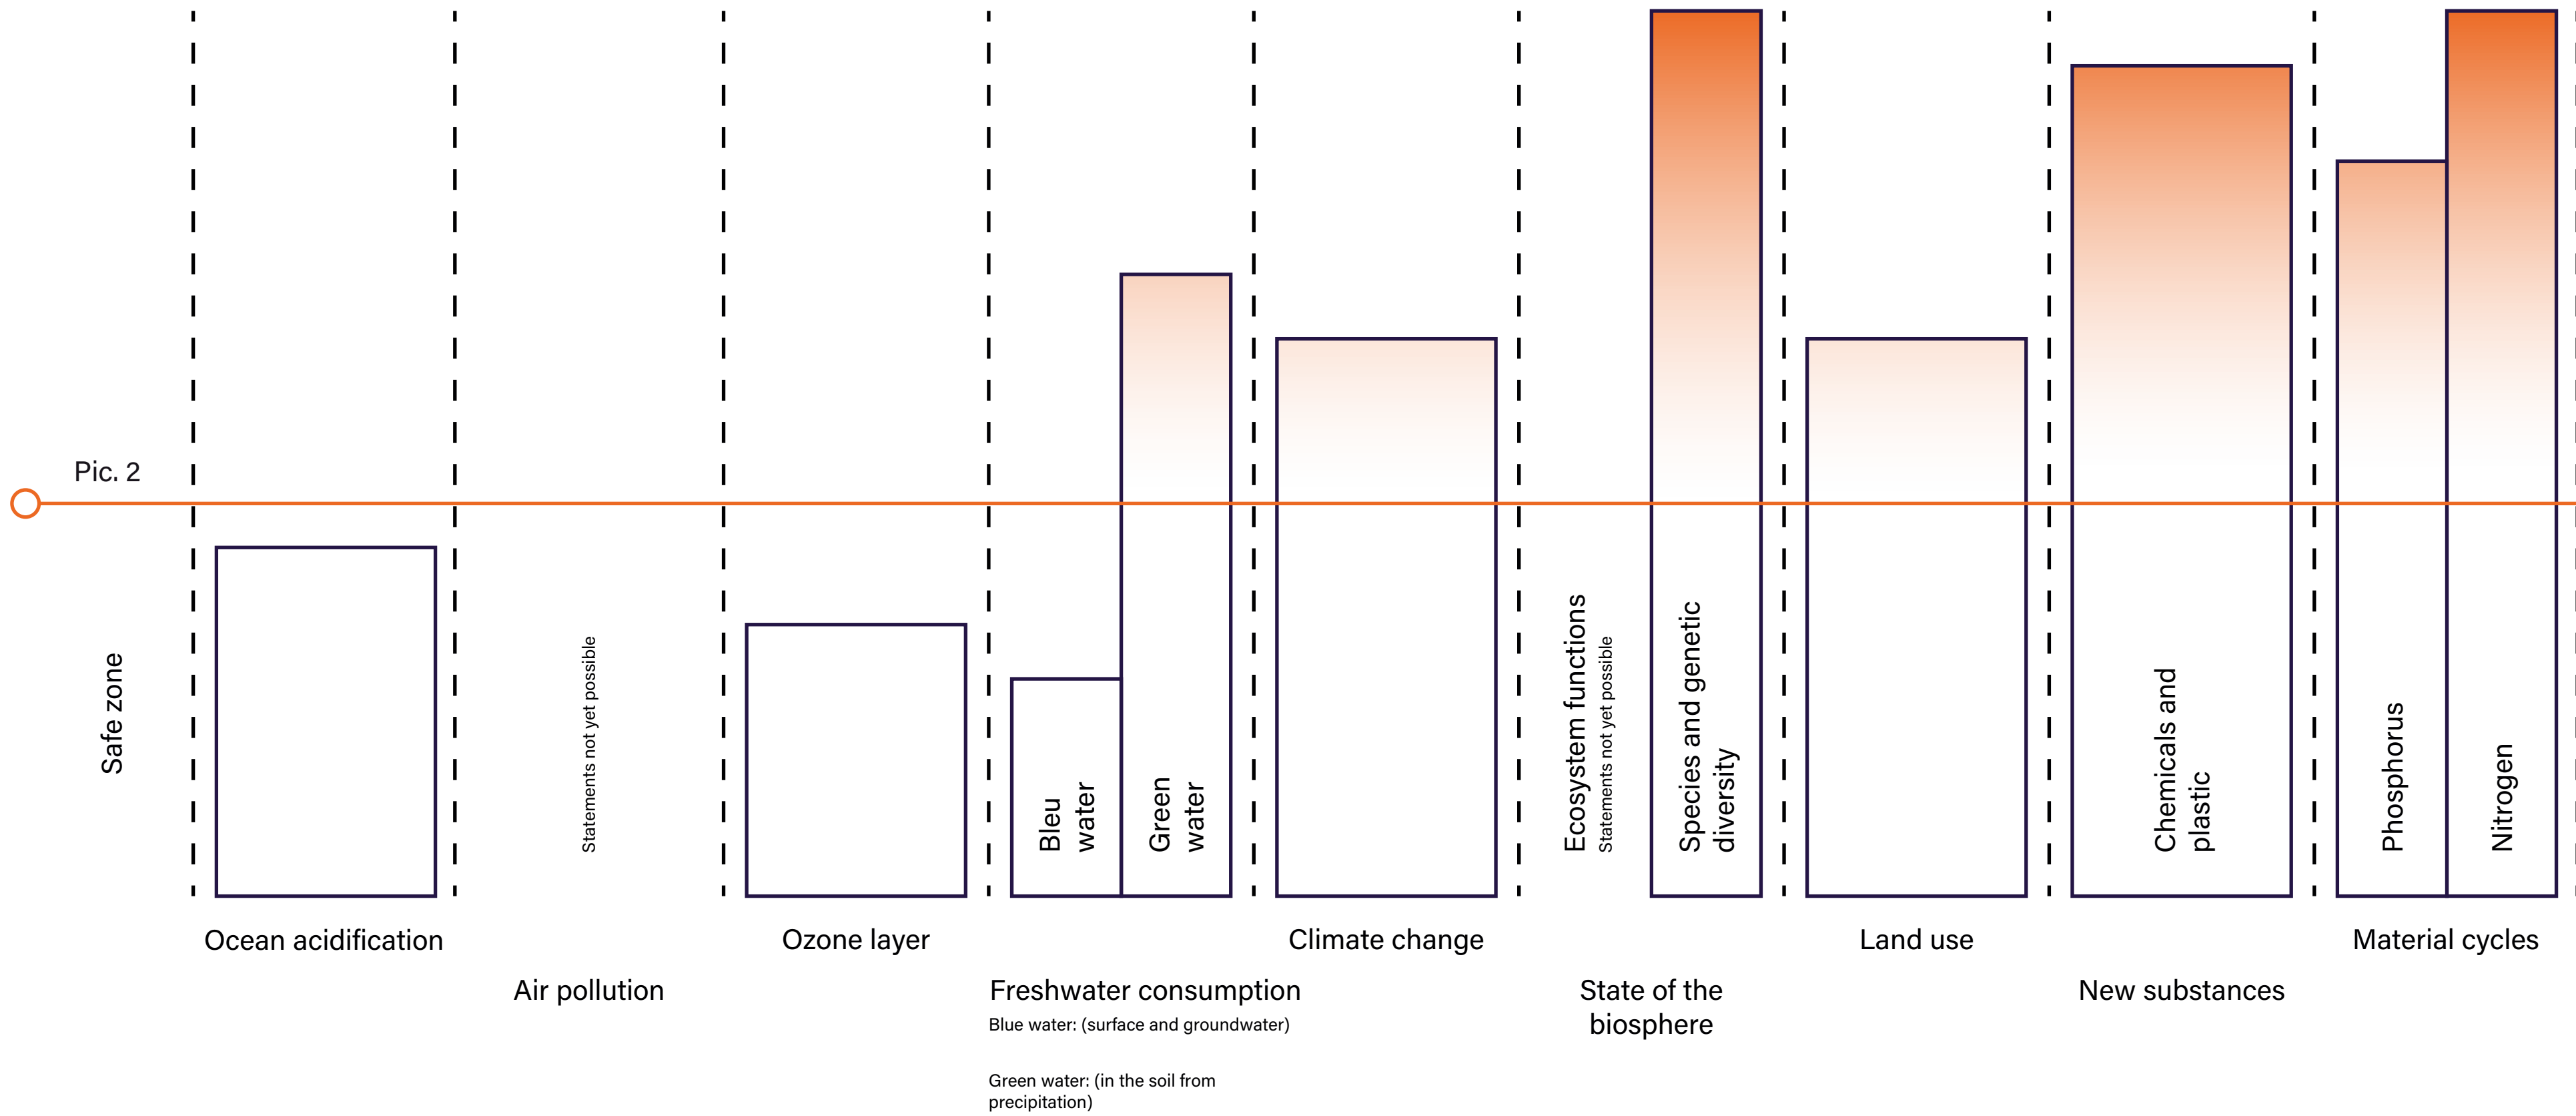 Pic. 2
Safe zone
Statements not yet possible
Bleu
water
Green
water
Ecosystem functions
Statements not yet possible
Species and genetic
diversity
Chemicals and
plastic
Phosphorus
Nitrogen
Ocean acidification
Air pollution
Ozone layer
Freshwater consumption
Blue water: (surface and groundwater)
Green water: (in the soil from
precipitation)
Climate change
State of the
biosphere
Land use
New substances
Material cycles